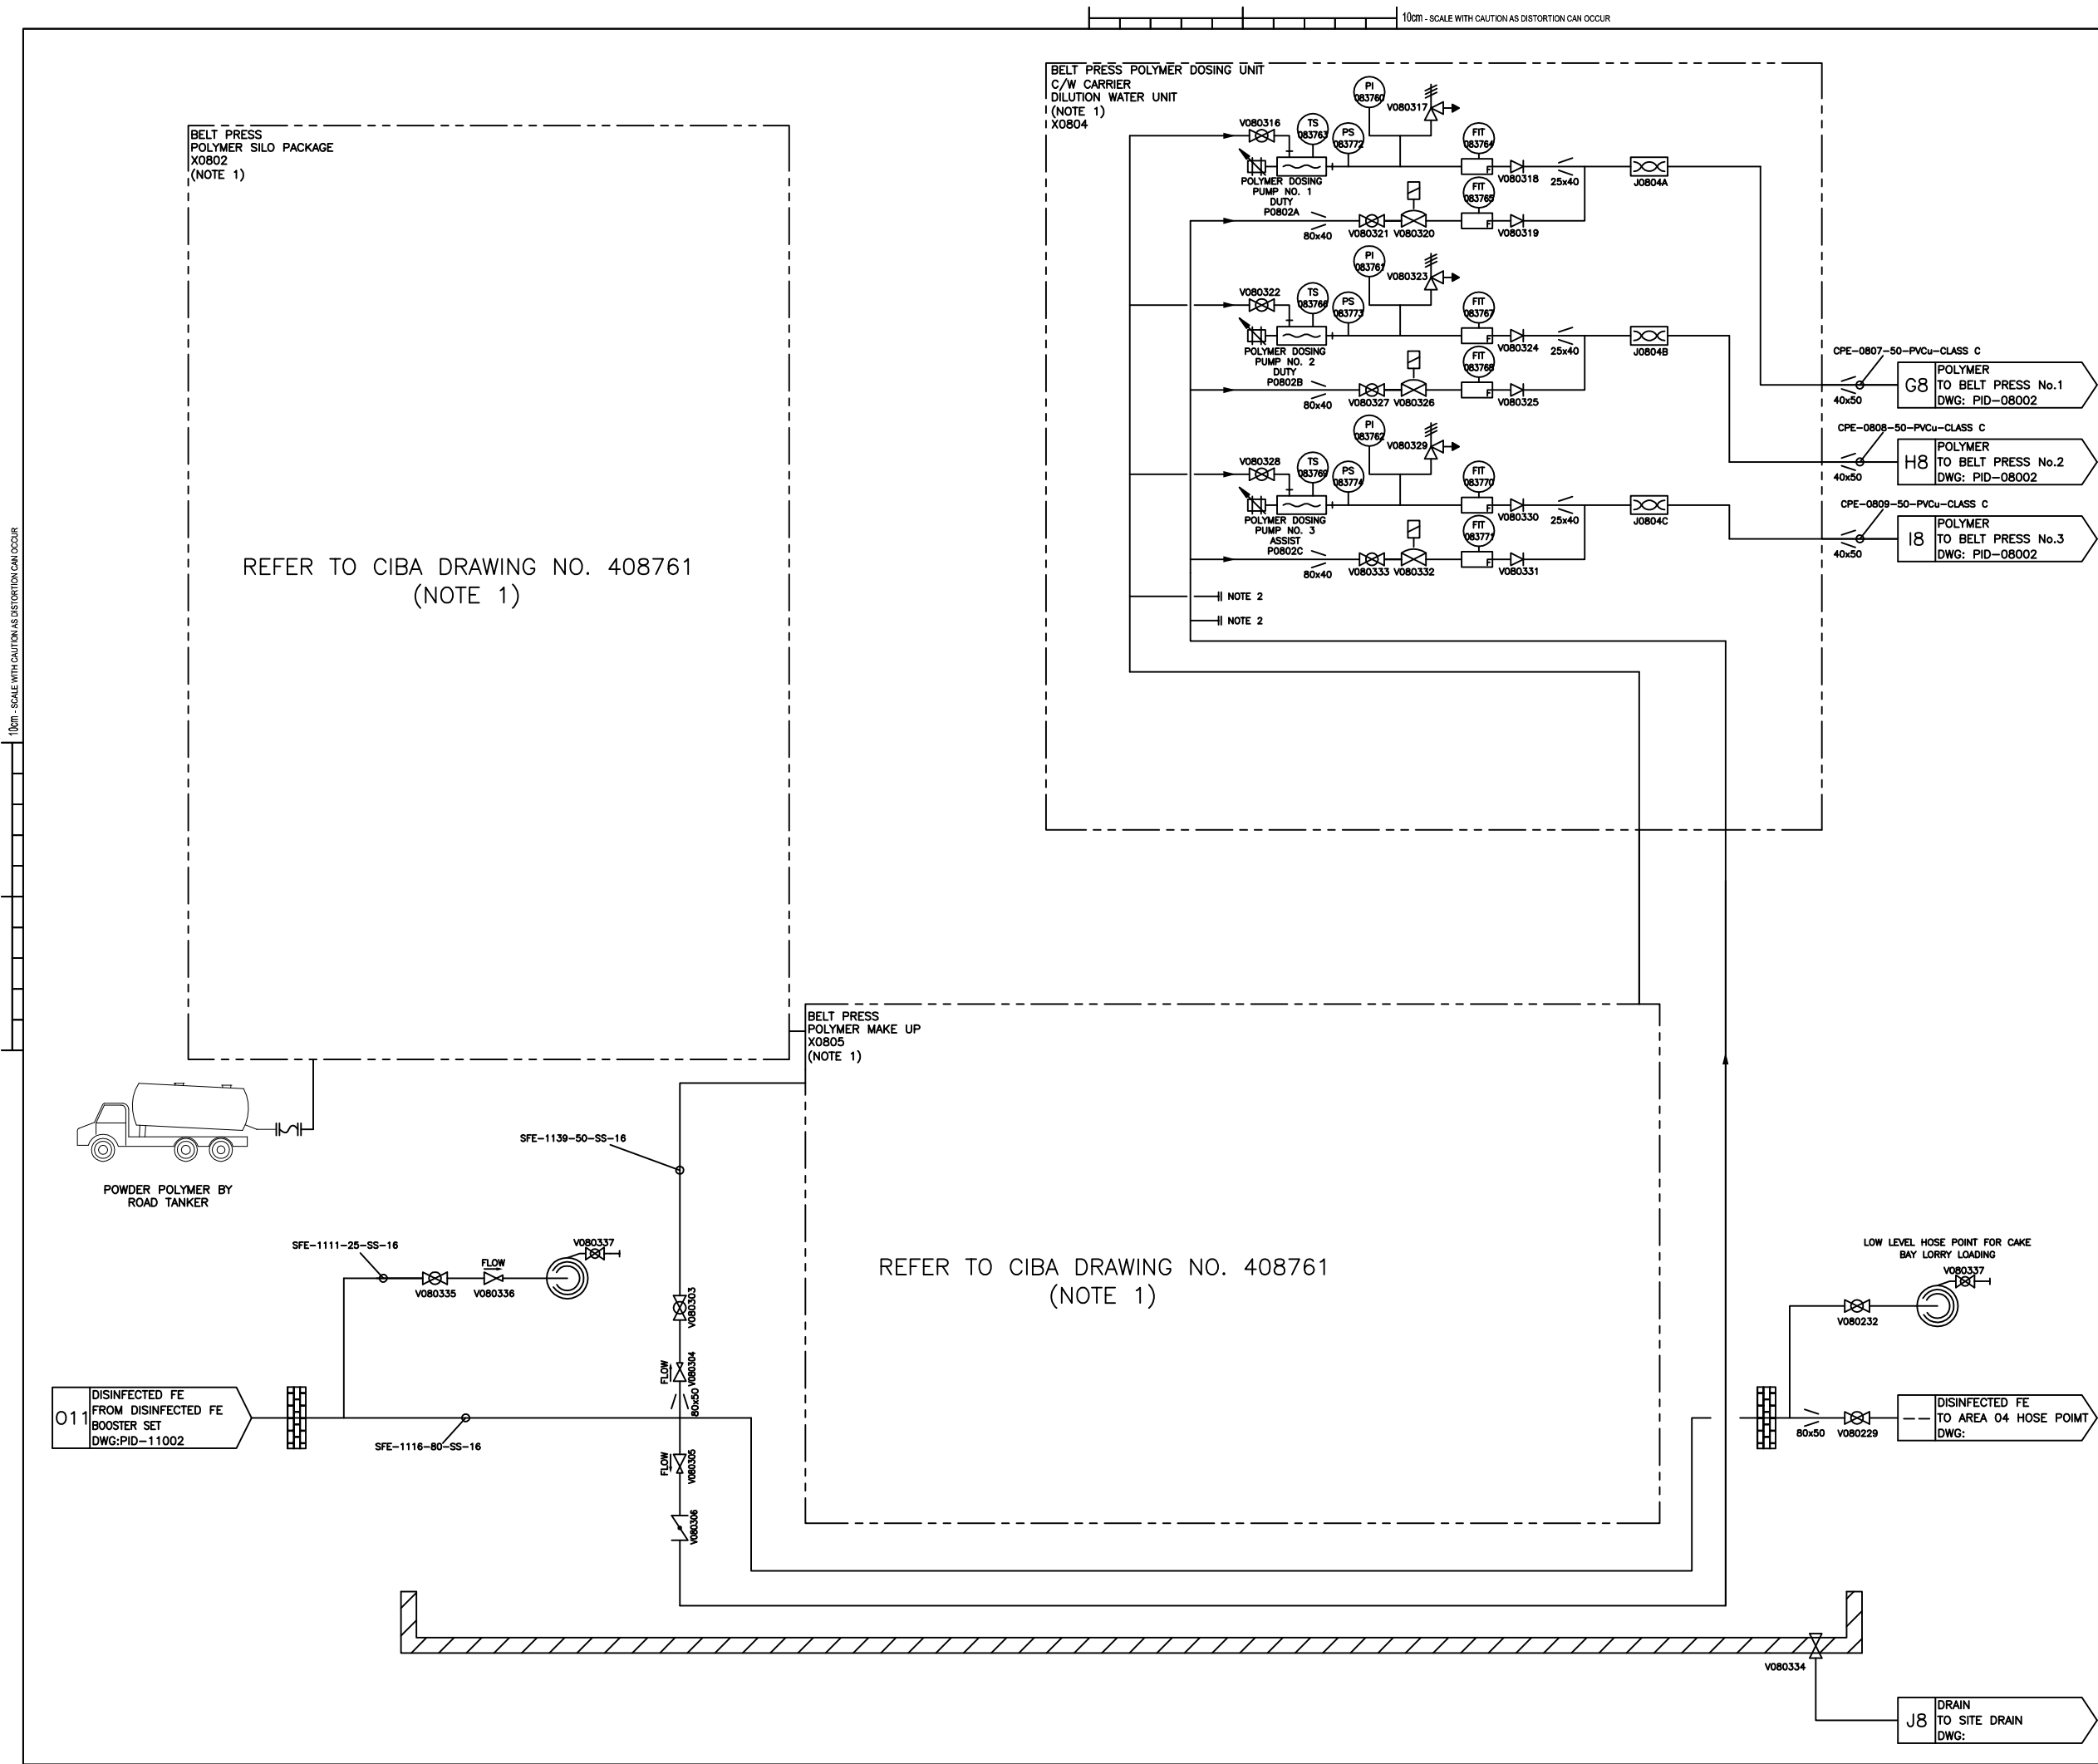 10cm - SCALE WITH CAUTION AS DISTORTION CAN OCCUR
10cm - SCALE WITH CAUTION AS DISTORTION CAN OCCUR
BELT PRESS
POLYMER SILO PACKAGE
X0802
(NOTE 1)
REFER TO CIBA DRAWING NO. 408761
(NOTE 1)
BELT PRESS POLYMER DOSING UNIT
C/W CARRIER
DILUTION WATER UNIT
(NOTE 1)
X0804
PI
083760
V080317
V080316
TS
083763
PS
083772
FIT
083764
POLYMER DOSING
PUMP NO. 1
DUTY
P0802A
V080318
25x40
J0804A
FIT
083765
80x40
V080321
V080320
V080319
PI
083761
V080323
V080322
TS
083766
PS
083773
FIT
083767
POLYMER DOSING
PUMP NO. 2
DUTY
P0802B
V080324
25x40
J0804B
FIT
083768
80x40
V080327
V080326
V080325
PI
083762
V080329
V080328
TS
083769
PS
083774
FIT
083770
POLYMER DOSING
PUMP NO. 3
ASSIST
P0802C
V080330
25x40
J0804C
FIT
083771
80x40
V080333
V080332
V080331
NOTE 2
NOTE 2
CPE-0807-50-PVCu-CLASS C
40x50
G8
POLYMER
TO BELT PRESS No.1
DWG: PID-08002
CPE-0808-50-PVCu-CLASS C
40x50
H8
POLYMER
TO BELT PRESS No.2
DWG: PID-08002
CPE-0809-50-PVCu-CLASS C
40x50
I8
POLYMER
TO BELT PRESS No.3
DWG: PID-08002
BELT PRESS
POLYMER MAKE UP
X0805
(NOTE 1)
REFER TO CIBA DRAWING NO. 408761
(NOTE 1)
POWDER POLYMER BY
ROAD TANKER
SFE-1139-50-SS-16
SFE-1111-25-SS-16
V080335
FLOW
V080336
V080337
V080303
FLOW
V080304
80x50
O11
DISINFECTED FE
FROM DISINFECTED FE
BOOSTER SET
DWG:PID-11002
SFE-1116-80-SS-16
FLOW
V080305
V080306
LOW LEVEL HOSE POINT FOR CAKE
BAY LORRY LOADING
V080337
V080232
80x50
V080229
--
DISINFECTED FE
TO AREA 04 HOSE POIMT
DWG:
V080334
J8
DRAIN
TO SITE DRAIN
DWG: